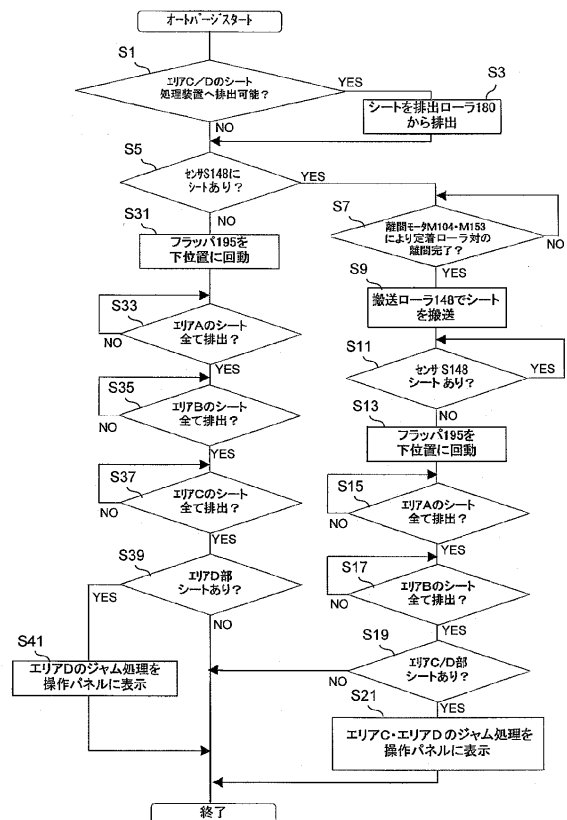 オートパージスタート
S1
エリアC/Dのシート
処理装置へ排出可能?
YES
NO
S3
シートを排出ローラ180
から排出
S5
センサS148に
シートあり?
YES
NO
S7
離間モータM104・M153
により定着ローラ対の
離間完了?
NO
YES
S9
搬送ローラ148でシート
を搬送
S11
センサ S148
シートあり?
YES
NO
S13
フラッパ195を
下位置に回動
S15
エリアAのシート
全て排出?
NO
YES
S17
エリアBのシート
全て排出?
NO
YES
S19
エリアC/D部
シートあり?
NO
YES
S21
エリアC・エリアDのジャム処理を
操作パネルに表示
S31
フラッパ195を
下位置に回動
S33
エリアAのシート
全て排出?
NO
YES
S35
エリアBのシート
全て排出?
NO
YES
S37
エリアCのシート
全て排出?
NO
YES
S39
エリアD部
シートあり?
YES
NO
S41
エリアDのジャム処理を
操作パネルに表示
終了